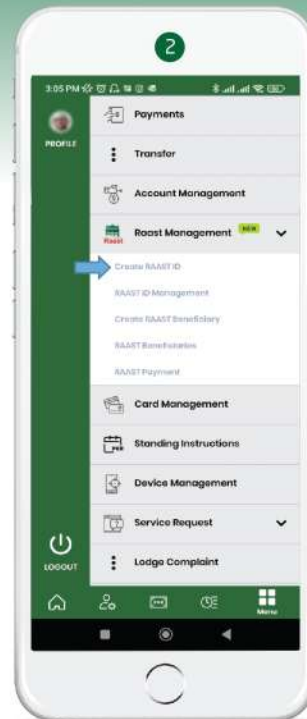 2
3:05 PM
PROFILE
Payments
Transfer
Account Management
Raast
Raast Management NEW
Create RAAST ID
RAAST ID Management
Create RAAST Beneficiary
RAAST Beneficiaries
RAAST Payment
Card Management
Standing Instructions
Device Management
Service Request
LOGOUT
Lodge Complaint
Menu